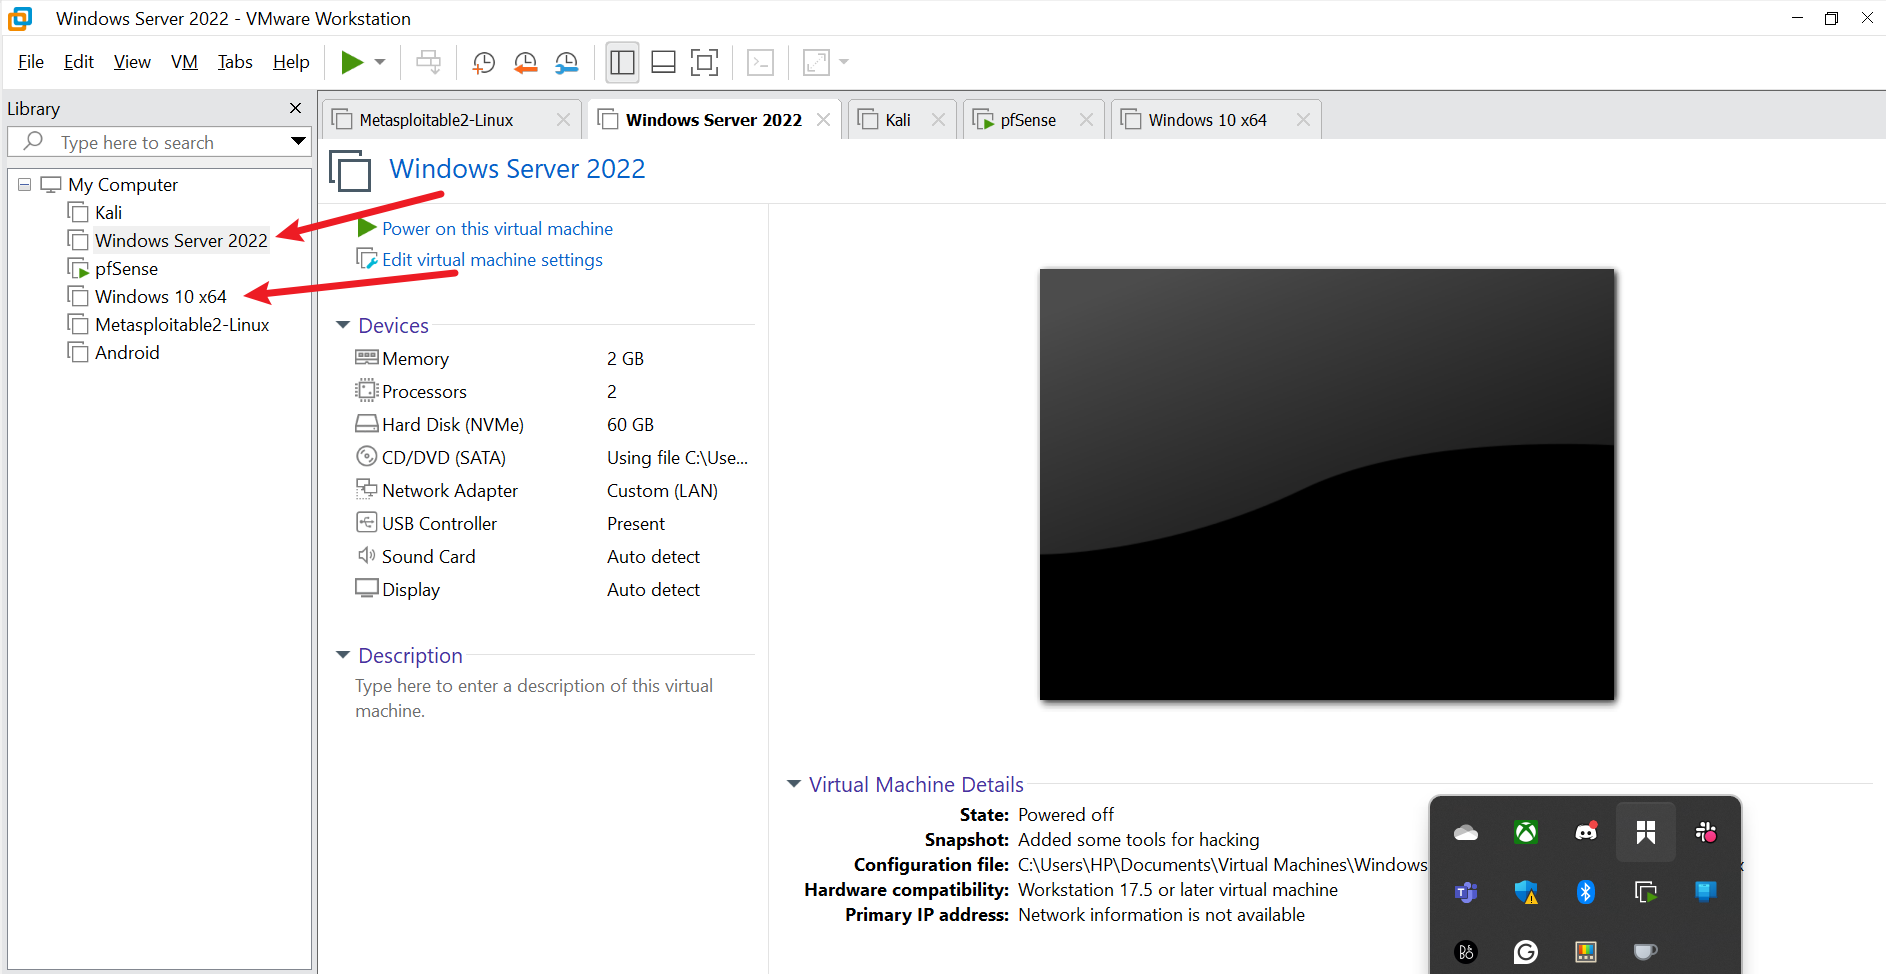 Windows Server 2022 - VMware Workstation
File Edit View VM Tabs Help
Library
Type here to search
My Computer
Kali
Windows Server 2022
pfSense
Windows 10 x64
Metasploitable2-Linux
Android
Metasploitable2-Linux
Windows Server 2022
Kali
pfSense
Windows 10 x64
Windows Server 2022
Power on this virtual machine
Edit virtual machine settings
Devices
Memory 2 GB
Processors 2
Hard Disk (NVMe) 60 GB
CD/DVD (SATA) Using file C:\Use...
Network Adapter Custom (LAN)
USB Controller Present
Sound Card Auto detect
Display Auto detect
Description
Type here to enter a description of this virtual
machine.
Virtual Machine Details
State: Powered off
Snapshot: Added some tools for hacking
Configuration file: C:\Users\HP\Documents\Virtual Machines\Windows
Hardware compatibility: Workstation 17.5 or later virtual machine
Primary IP address: Network information is not available